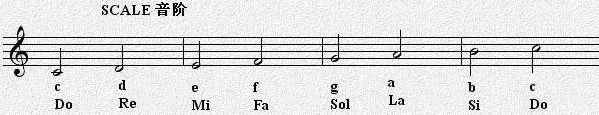 SCALE 音阶
c d e f g a b c
Do Re Mi Fa Sol La Si Do